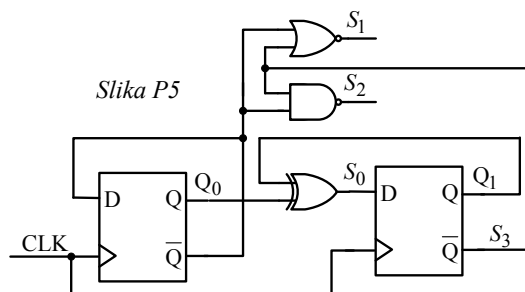 S1
Slika P5
S2
D Q Q0
CLK
Q̅
S0
D Q Q1
Q̅ S3